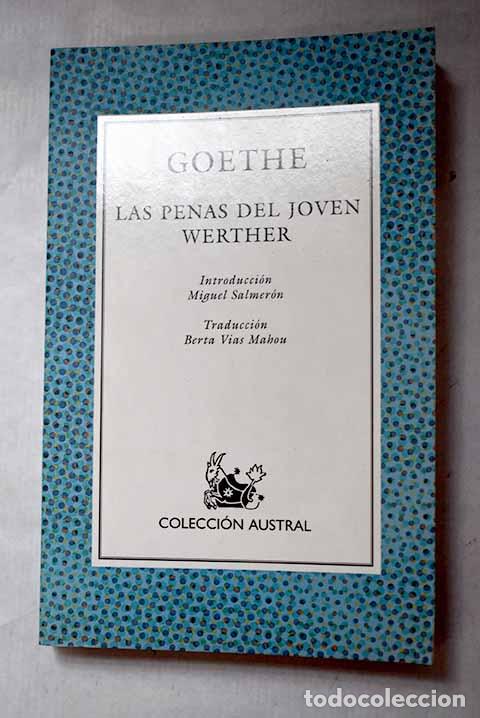 GOETHE
LAS PENAS DEL JOVEN
WERTHER
Introducción
Miguel Salmerón
Traducción
Berta Vias Mahou
COLECCIÓN AUSTRAL
todocoleccion